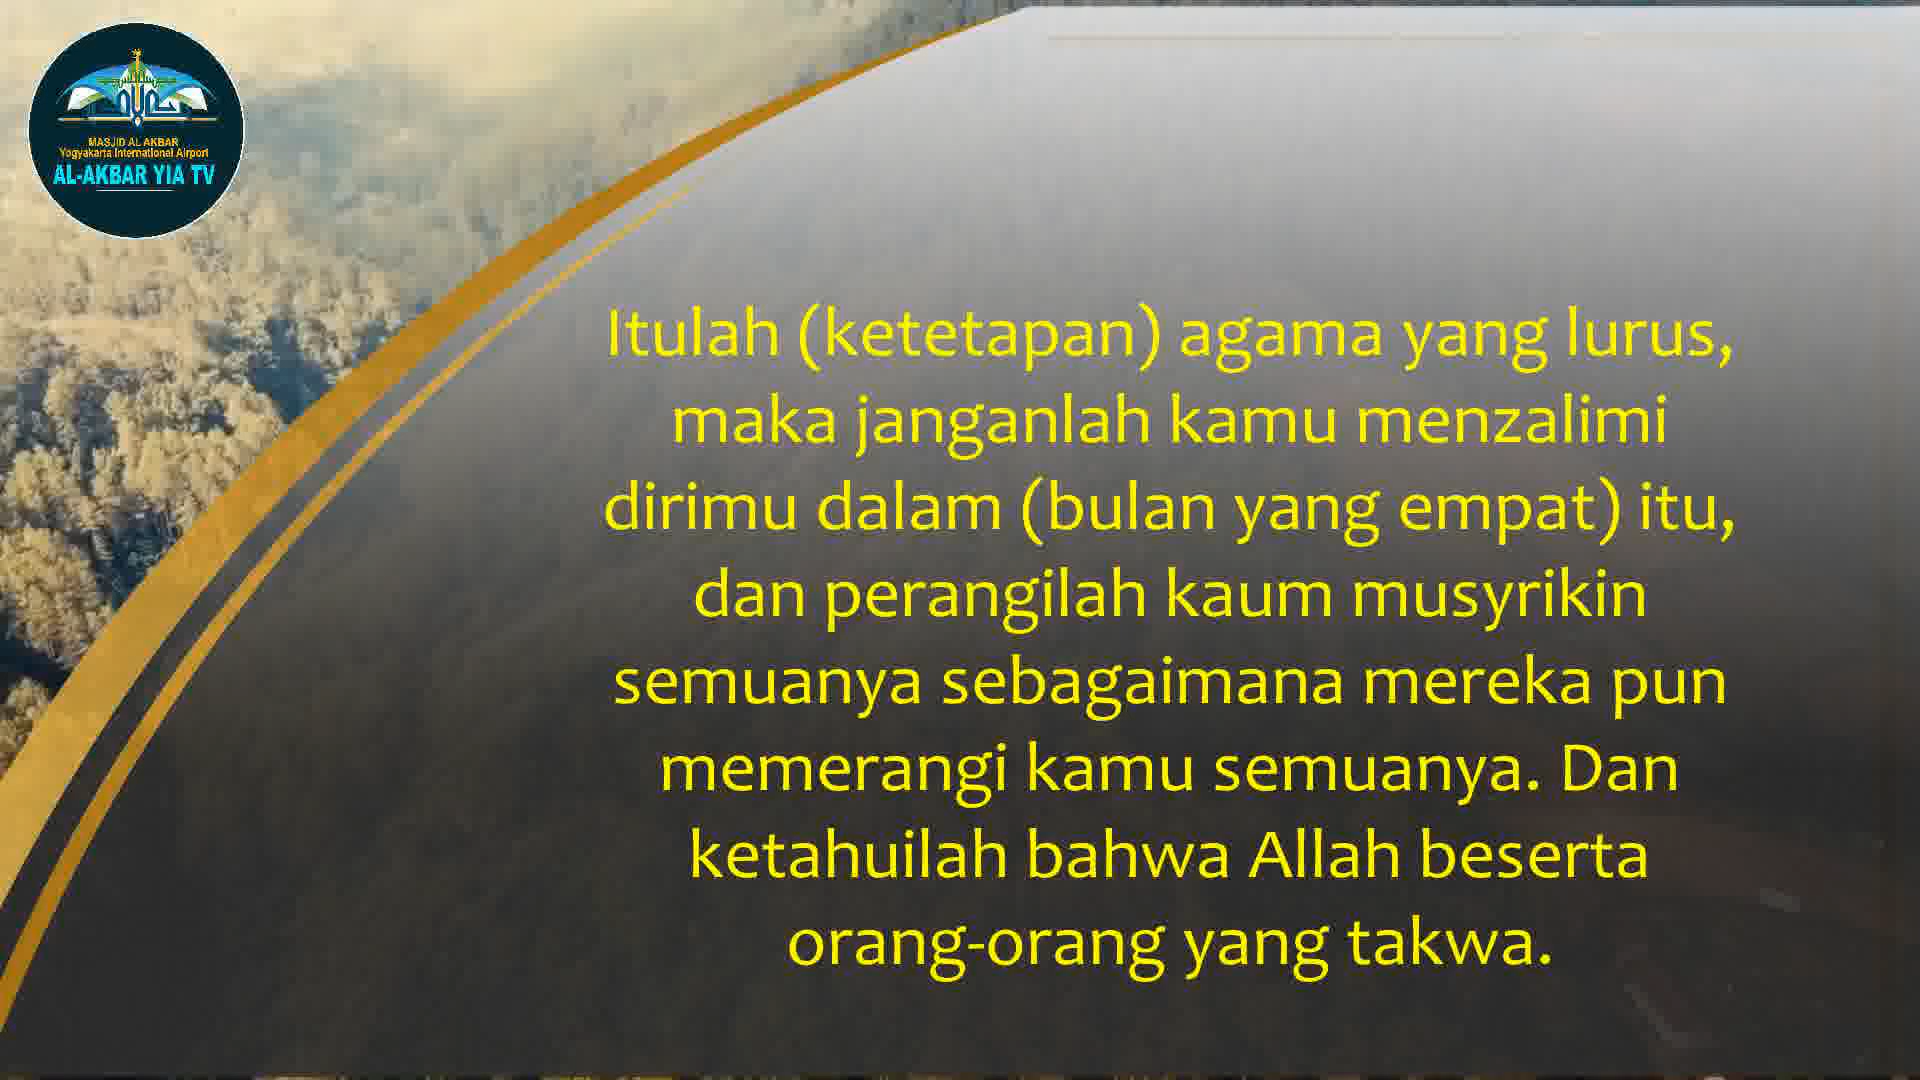 MASJID AL AKBAR
Yogyakarta International Airport
AL-AKBAR YIA TV
Itulah (ketetapan) agama yang lurus,
maka janganlah kamu menzalimi
dirimu dalam (bulan yang empat) itu,
dan perangilah kaum musyrikin
semuanya sebagaimana mereka pun
memerangi kamu semuanya. Dan
ketahuilah bahwa Allah beserta
orang-orang yang takwa.